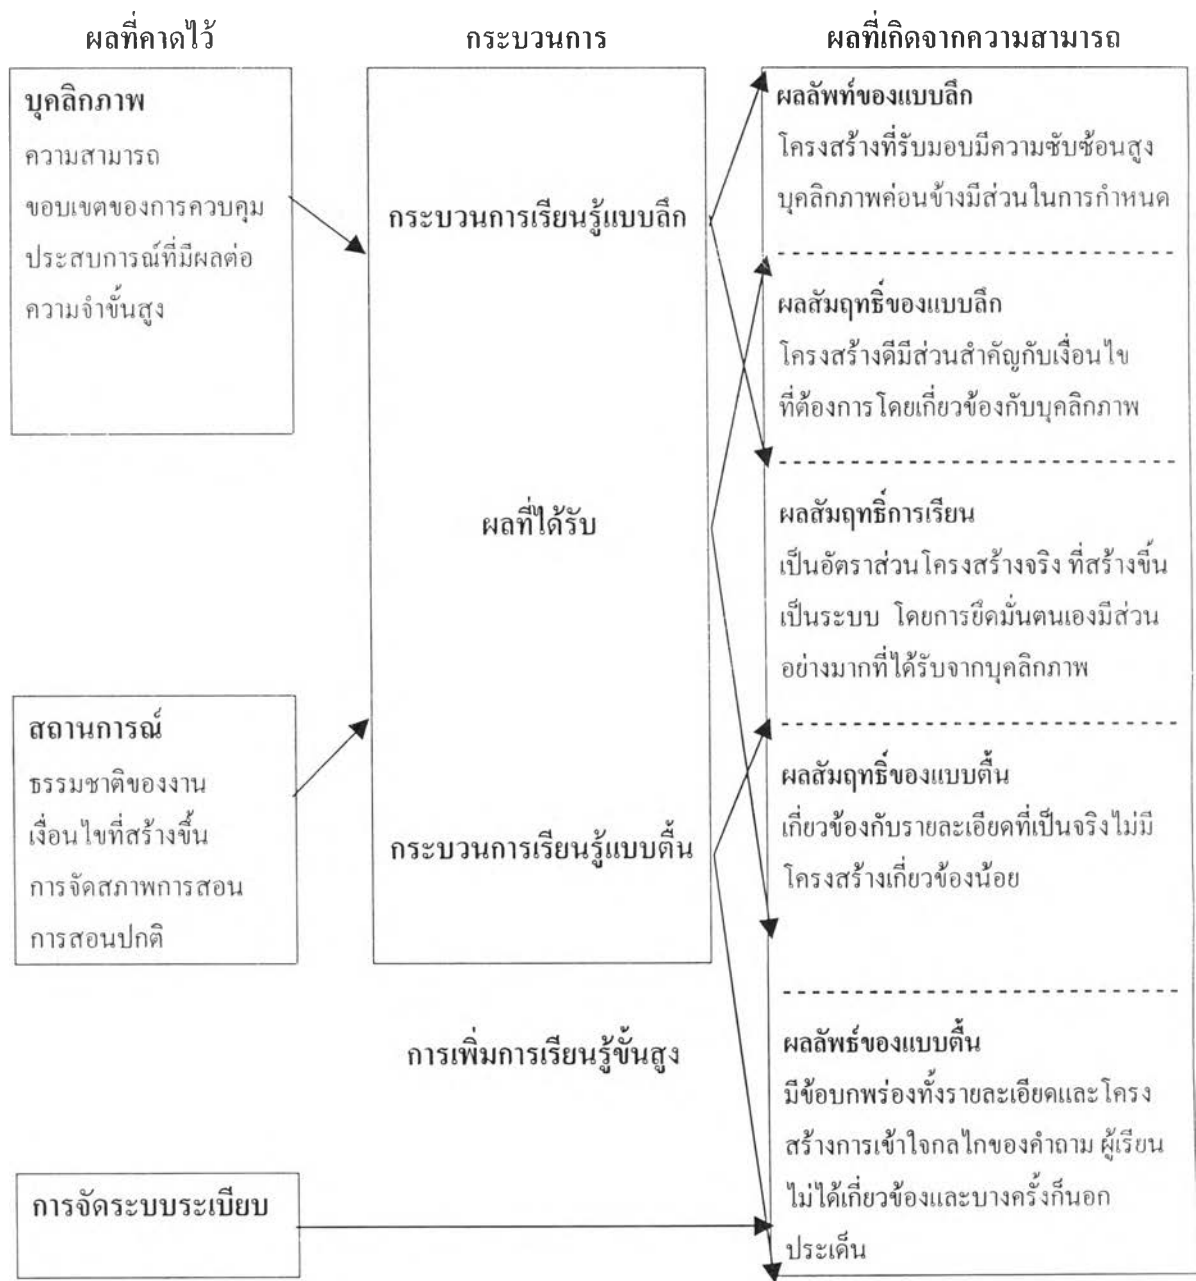 ผลที่คาดไว้
กระบวนการ
ผลที่เกิดจากความสามารถ
บุคลิกภาพ
ความสามารถ
ขอบเขตของการควบคุม
ประสบการณ์ที่มีผลต่อ
ความจำขั้นสูง
สถานการณ์
ธรรมชาติของงาน
เงื่อนไขที่สร้างขึ้น
การจัดสภาพการสอน
การสอนปกติ
การจัดระบบระเบียบ
กระบวนการเรียนรู้แบบลึก
ผลที่ได้รับ
กระบวนการเรียนรู้แบบตื้น
การเพิ่มการเรียนรู้ขั้นสูง
ผลลัพท์ของแบบลึก
โครงสร้างที่รับมอบมีความซับซ้อนสูง
บุคลิกภาพค่อนข้างมีส่วนในการกำหนด
ผลสัมฤทธิ์ของแบบลึก
โครงสร้างดีมีส่วนสำคัญกับเงื่อนไข
ที่ต้องการโดยเกี่ยวข้องกับบุคลิกภาพ
ผลสัมฤทธิ์การเรียน
เป็นอัตราส่วนโครงสร้างจริง ที่สร้างขึ้น
เป็นระบบ โดยการยึดมั่นตนเองมีส่วน
อย่างมากที่ได้รับจากบุคลิกภาพ
ผลสัมฤทธิ์ของแบบตื้น
เกี่ยวข้องกับรายละเอียดที่เป็นจริงไม่มี
โครงสร้างเกี่ยวข้องน้อย
ผลลัพธ์ของแบบตื้น
มีข้อบกพร่องทั้งรายละเอียดและโครง
สร้างการเข้าใจกลไกของคำถาม ผู้เรียน
ไม่ได้เกี่ยวข้องและบางครั้งก็นอก
ประเด็น